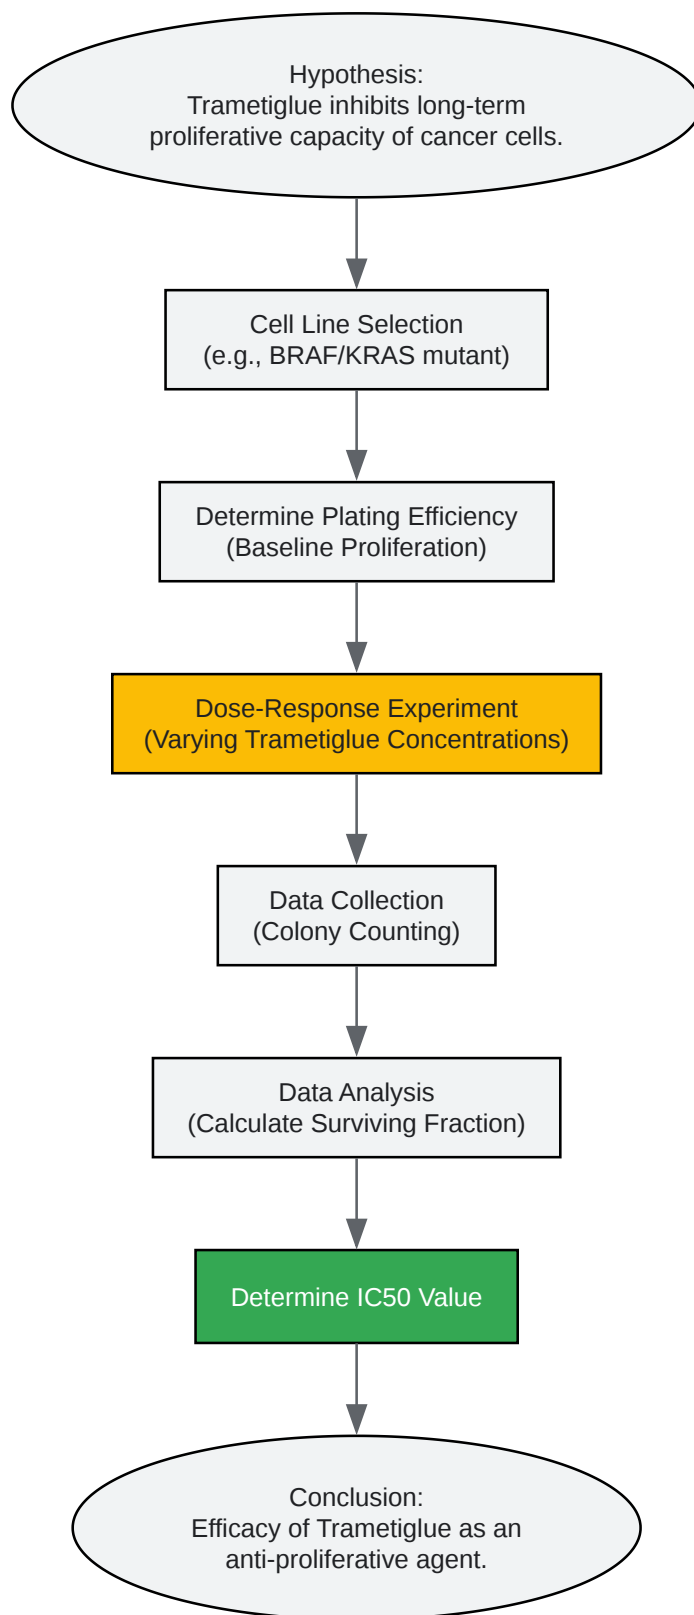 Hypothesis:
Trametiglue inhibits long-term
proliferative capacity of cancer cells.
Cell Line Selection
(e.g., BRAF/KRAS mutant)
Determine Plating Efficiency
(Baseline Proliferation)
Dose-Response Experiment
(Varying Trametiglue Concentrations)
Data Collection
(Colony Counting)
Data Analysis
(Calculate Surviving Fraction)
Determine IC50 Value
Conclusion:
Efficacy of Trametiglue as an
anti-proliferative agent.